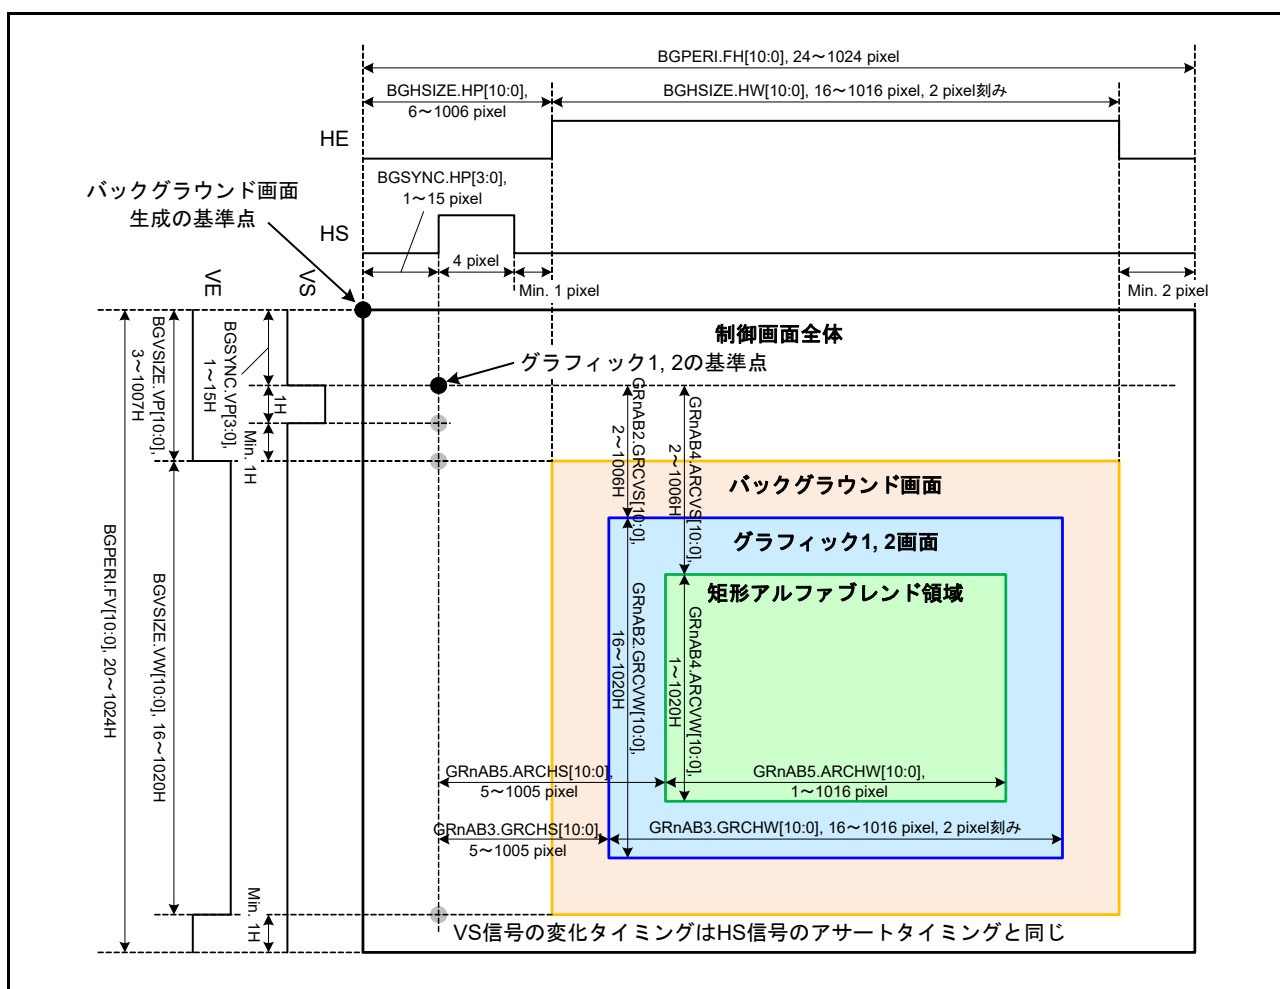 BGPERI.FH[10:0], 24～1024 pixel
BGHSIZE.HP[10:0],
6～1006 pixel
BGHSIZE.HW[10:0], 16～1016 pixel, 2 pixel刻み
HE
BGSYNC.HP[3:0],
1～15 pixel
バックグラウンド画面
生成の基準点
HS
4 pixel
Min. 1 pixel
Min. 2 pixel
VE
VS
制御画面全体
グラフィック1, 2の基準点
BGPERI.FV[10:0], 20～1024H
BGVSIZE.VP[10:0],
3～1007H
BGSYNC.VP[3:0],
1～15H
1H
Min. 1H
BGVSIZE.VW[10:0], 16～1020H
Min. 1H
GRnAB2.GRCVS[10:0],
2～1006H
GRnAB4.ARCVS[10:0],
2～1006H
バックグラウンド画面
グラフィック1, 2画面
矩形アルファブレンド領域
GRnAB2.GRCVW[10:0],
16～1020H
GRnAB4.ARCVW[10:0],
1～1020H
GRnAB5.ARCHS[10:0],
5～1005 pixel
GRnAB5.ARCHW[10:0],
1～1016 pixel
GRnAB3.GRCHS[10:0],
5～1005 pixel
GRnAB3.GRCHW[10:0], 16～1016 pixel, 2 pixel刻み
VS信号の変化タイミングはHS信号のアサートタイミングと同じ